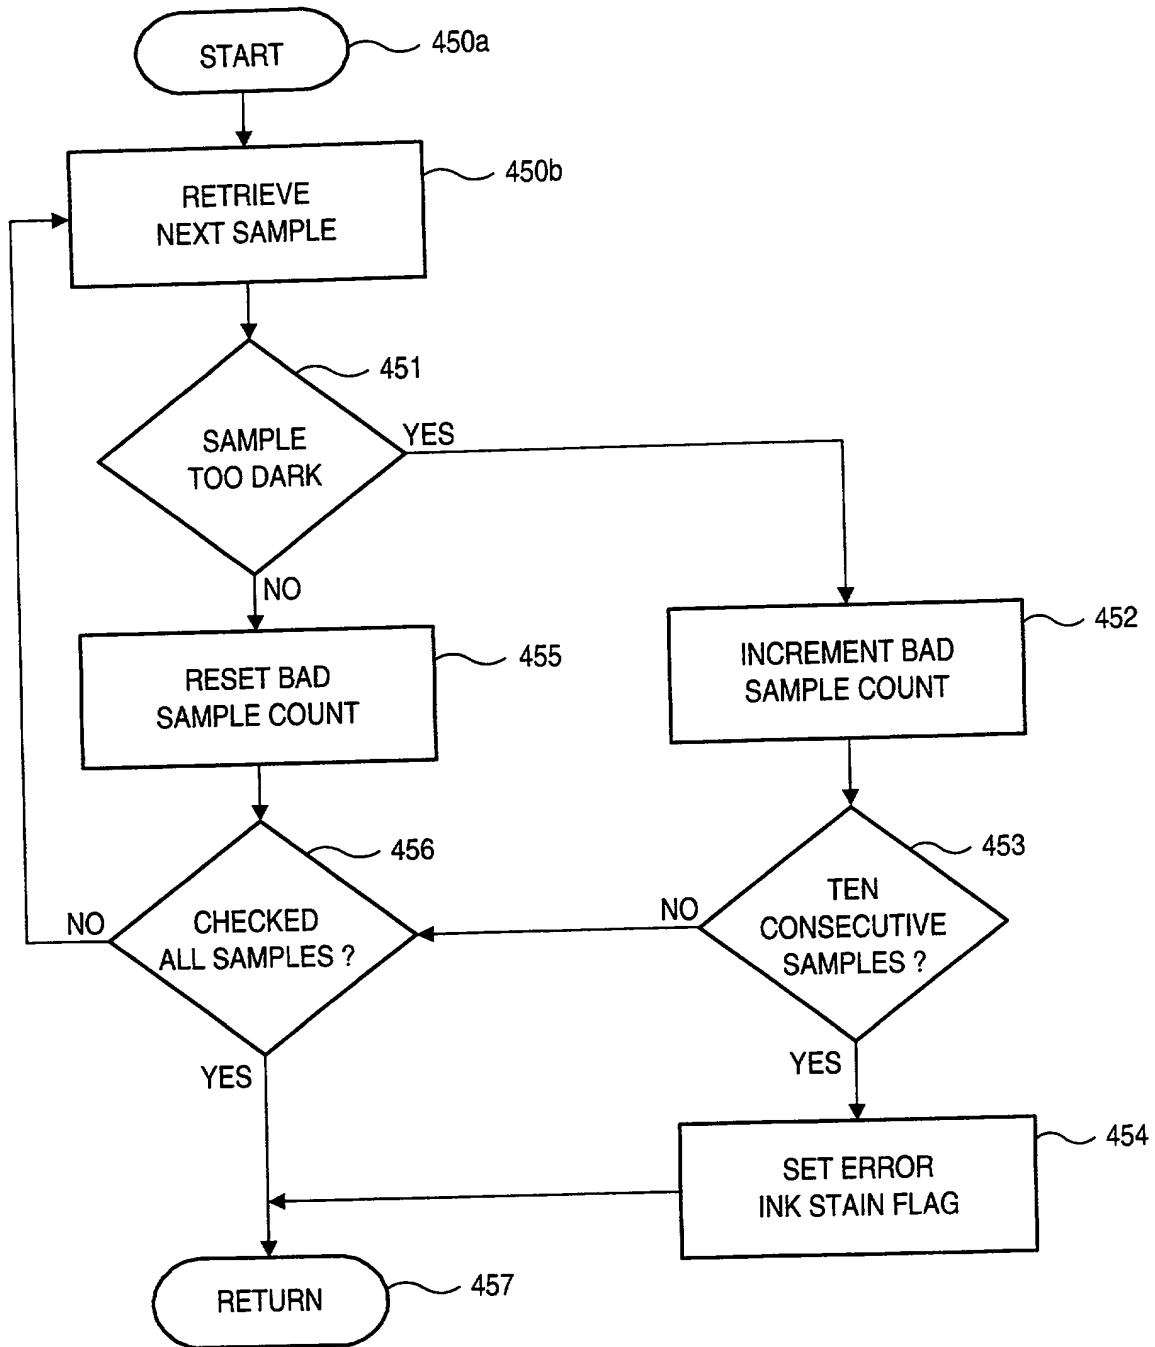 START
450a
RETRIEVE
NEXT SAMPLE
450b
451
SAMPLE
TOO DARK
YES
NO
RESET BAD
SAMPLE COUNT
455
INCREMENT BAD
SAMPLE COUNT
452
456
CHECKED
ALL SAMPLES ?
NO
YES
453
TEN
CONSECUTIVE
SAMPLES ?
NO
YES
SET ERROR
INK STAIN FLAG
454
RETURN
457